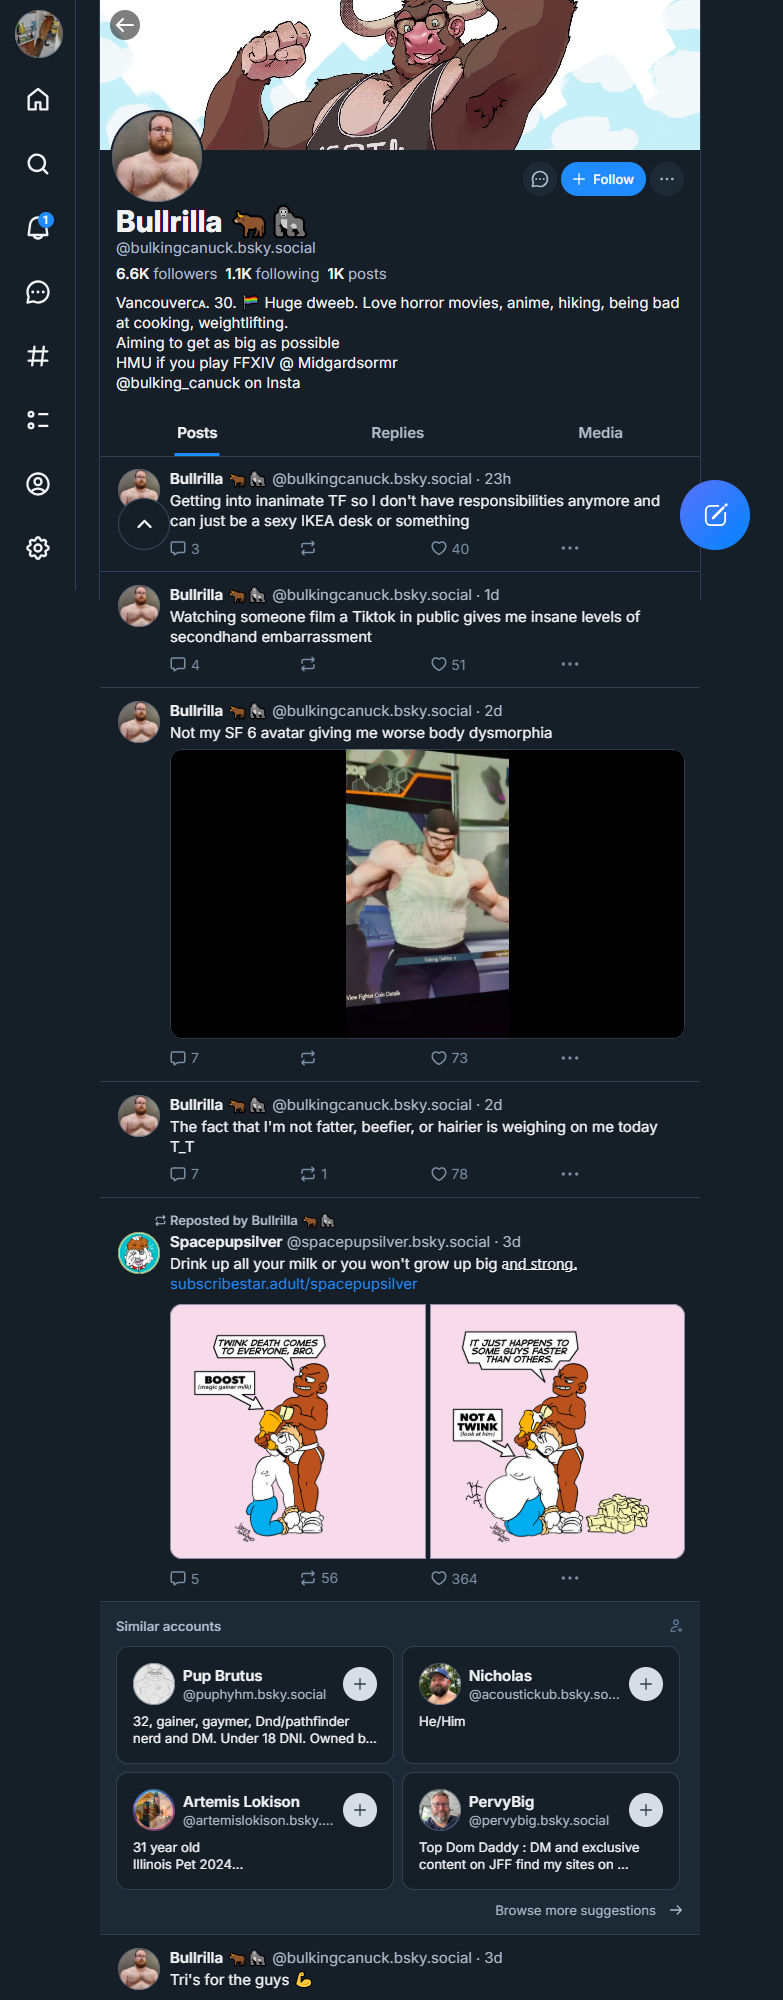 1
Follow
Bullrilla 🐂🦍
@bulkingcanuck.bsky.social
6.6K followers 1.1K following 1K posts
Vancouver🇨🇦. 30. 🏳️‍🌈 Huge dweeb. Love horror movies, anime, hiking, being bad
at cooking, weightlifting.
Aiming to get as big as possible
HMU if you play FFXIV @ Midgardsormr
@bulking_canuck on Insta
Posts Replies Media
Bullrilla 🐂🦍 @bulkingcanuck.bsky.social · 23h
Getting into inanimate TF so I don't have responsibilities anymore and
can just be a sexy IKEA desk or something
3 40
Bullrilla 🐂🦍 @bulkingcanuck.bsky.social · 1d
Watching someone film a Tiktok in public gives me insane levels of
secondhand embarrassment
4 51
Bullrilla 🐂🦍 @bulkingcanuck.bsky.social · 2d
Not my SF 6 avatar giving me worse body dysmorphia
View Fighter Coin Details
7 73
Bullrilla 🐂🦍 @bulkingcanuck.bsky.social · 2d
The fact that I'm not fatter, beefier, or hairier is weighing on me today
T_T
7 1 78
Reposted by Bullrilla 🐂🦍
Spacepupsilver @spacepupsilver.bsky.social · 3d
Drink up all your milk or you won't grow up big and strong.
subscribestar.adult/spacepupsilver
TWINK DEATH COMES
TO EVERYONE, BRO.
BOOST
(magic gainer milk)
IT JUST HAPPENS TO
SOME GUYS FASTER
THAN OTHERS.
NOT A
TWINK
(look at him)
5 56 364
Similar accounts
Pup Brutus
@puphyhm.bsky.social
32, gainer, gaymer, Dnd/pathfinder
nerd and DM. Under 18 DNI. Owned b...
Nicholas
@acoustickub.bsky.so...
He/Him
Artemis Lokison
@artemislokison.bsky....
31 year old
Illinois Pet 2024...
PervyBig
@pervybig.bsky.social
Top Dom Daddy : DM and exclusive
content on JFF find my sites on ...
Browse more suggestions
Bullrilla 🐂🦍 @bulkingcanuck.bsky.social · 3d
Tri's for the guys 💪